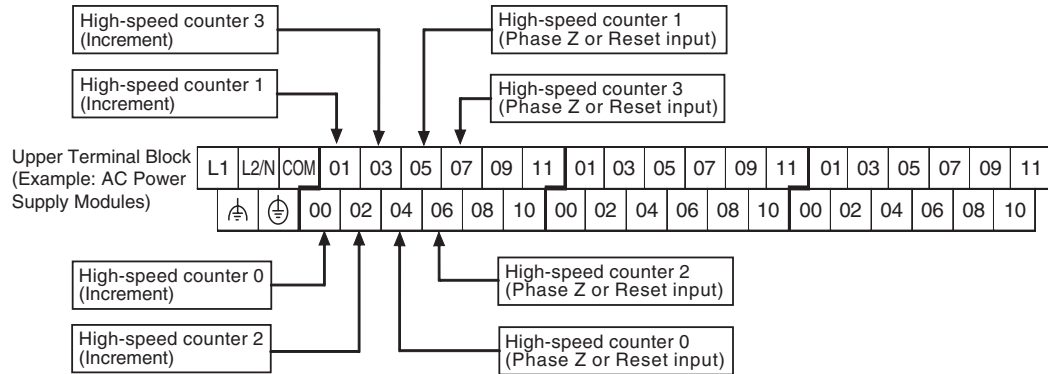 High-speed counter 3
(Increment)
High-speed counter 1
(Phase Z or Reset input)
High-speed counter 1
(Increment)
High-speed counter 3
(Phase Z or Reset input)
Upper Terminal Block
(Example: AC Power
Supply Modules)
L1 L2/N COM 01 03 05 07 09 11 01 03 05 07 09 11 01 03 05 07 09 11
00 02 04 06 08 10 00 02 04 06 08 10 00 02 04 06 08 10
High-speed counter 0
(Increment)
High-speed counter 2
(Phase Z or Reset input)
High-speed counter 2
(Increment)
High-speed counter 0
(Phase Z or Reset input)